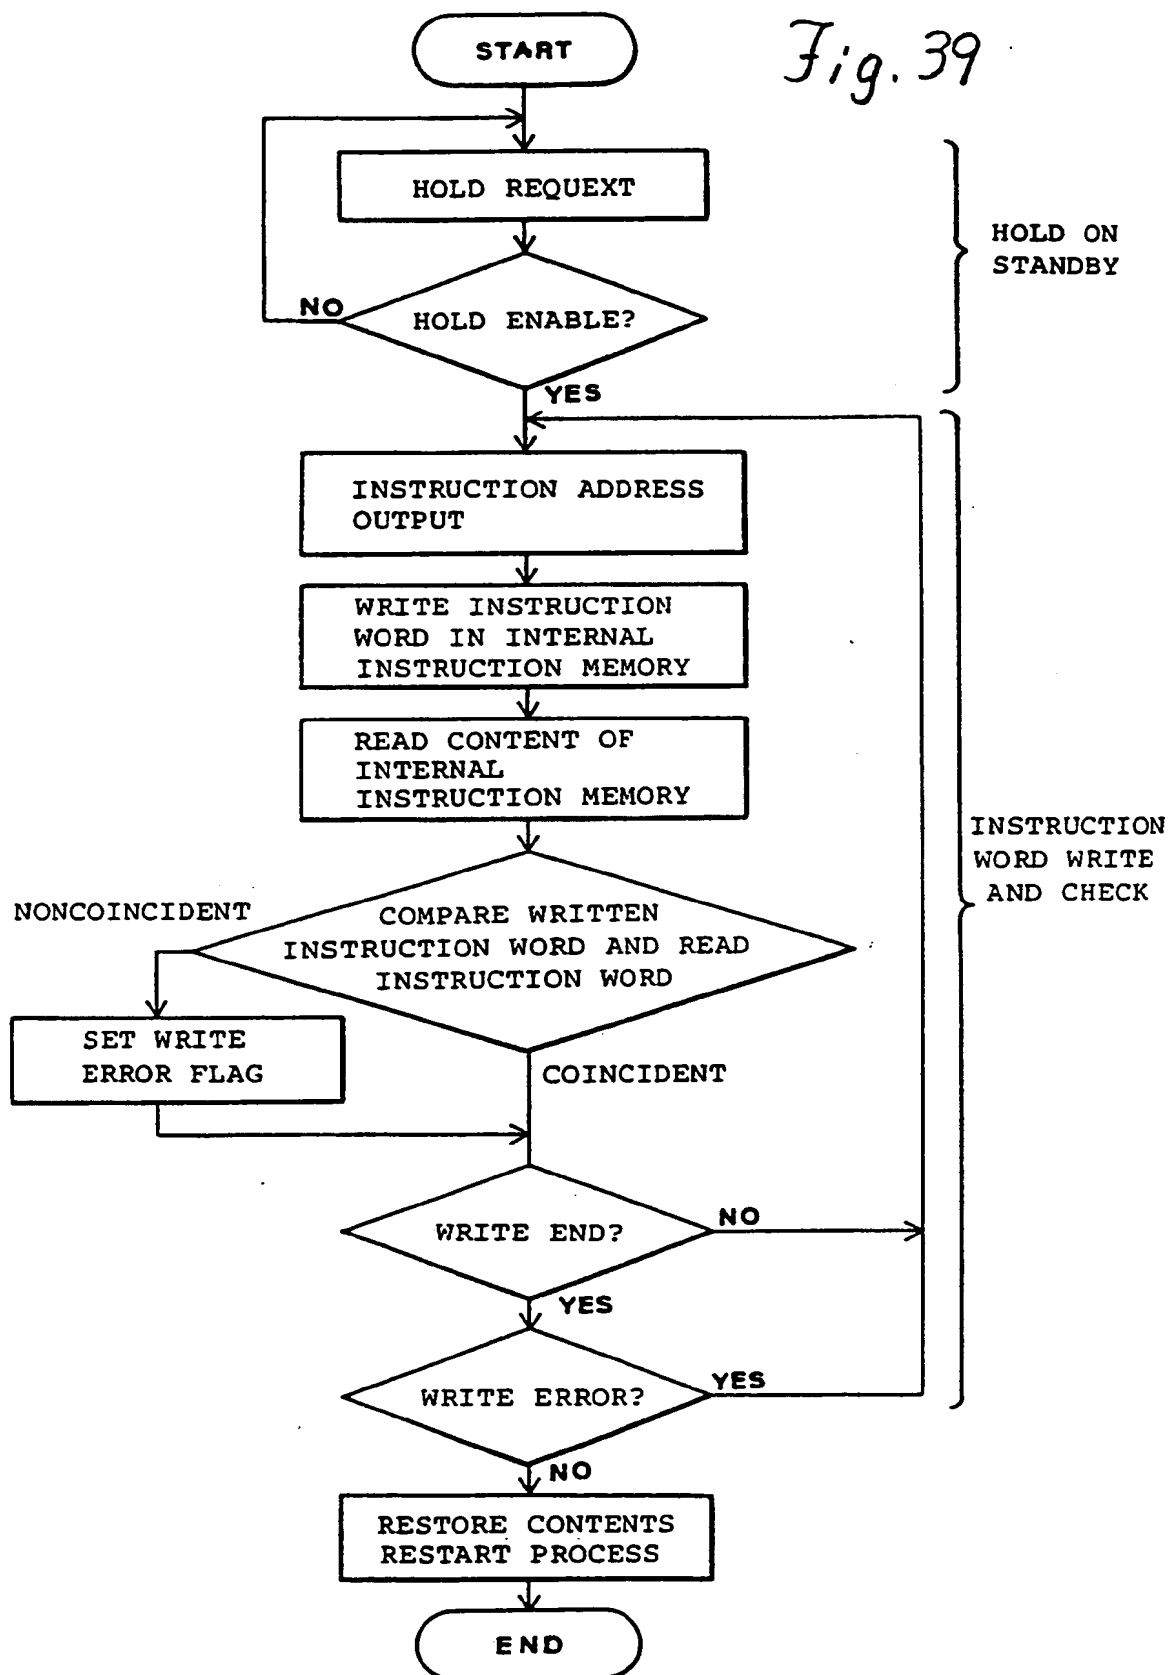 START
Fig. 39
HOLD REQUEXT
HOLD ON
STANDBY
NO
HOLD ENABLE?
YES
INSTRUCTION ADDRESS
OUTPUT
WRITE INSTRUCTION
WORD IN INTERNAL
INSTRUCTION MEMORY
READ CONTENT OF
INTERNAL
INSTRUCTION MEMORY
INSTRUCTION
WORD WRITE
AND CHECK
NONCOINCIDENT
COMPARE WRITTEN
INSTRUCTION WORD AND READ
INSTRUCTION WORD
SET WRITE
ERROR FLAG
COINCIDENT
WRITE END?
NO
YES
WRITE ERROR?
YES
NO
RESTORE CONTENTS
RESTART PROCESS
END